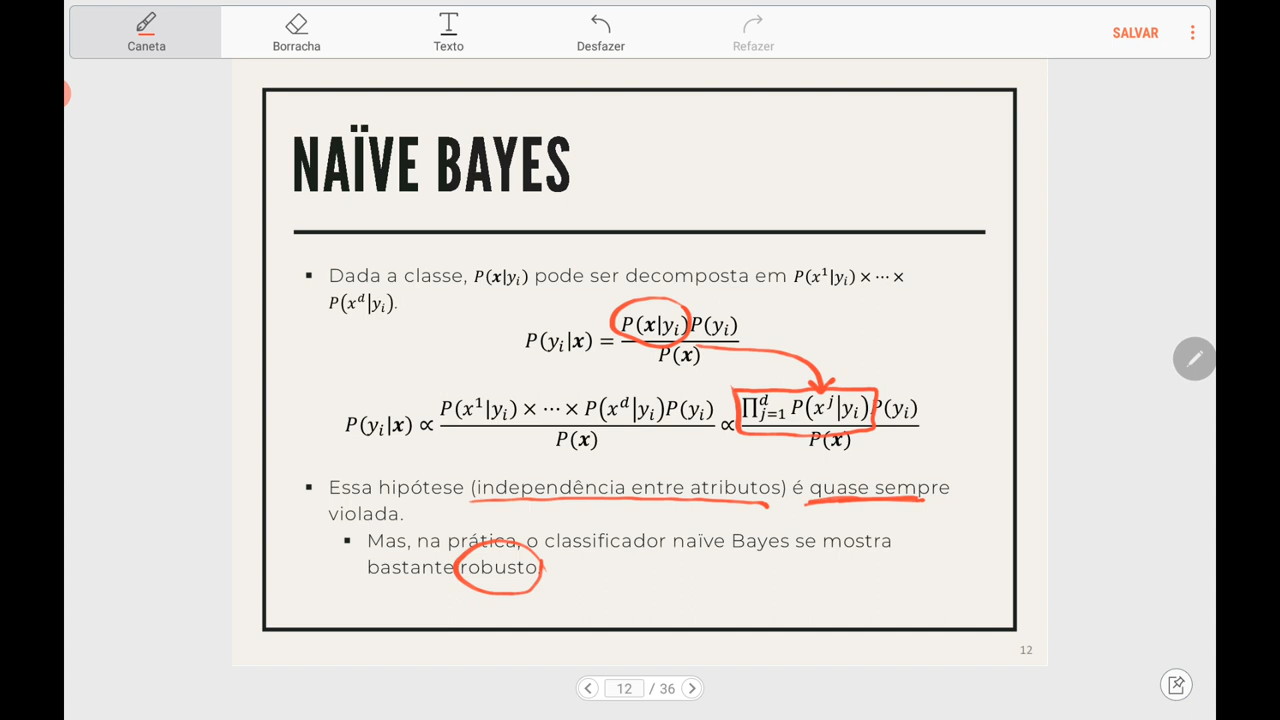 Caneta Borracha Texto Desfazer Refazer SALVAR
NAÏVE BAYES
▪ Dada a classe, P(x|yᵢ) pode ser decomposta em P(x¹|yᵢ) × ⋯ ×
P(xᵈ|yᵢ).
P(yᵢ|x) = P(x|yᵢ)P(yᵢ) / P(x)
P(yᵢ|x) ∝ P(x¹|yᵢ) × ⋯ × P(xᵈ|yᵢ)P(yᵢ) / P(x) ∝ ∏ⱼ₌₁ᵈ P(xʲ|yᵢ)P(yᵢ) / P(x)
▪ Essa hipótese (independência entre atributos) é quase sempre
violada.
▪ Mas, na prática, o classificador naïve Bayes se mostra
bastante robusto.
12
12 / 36